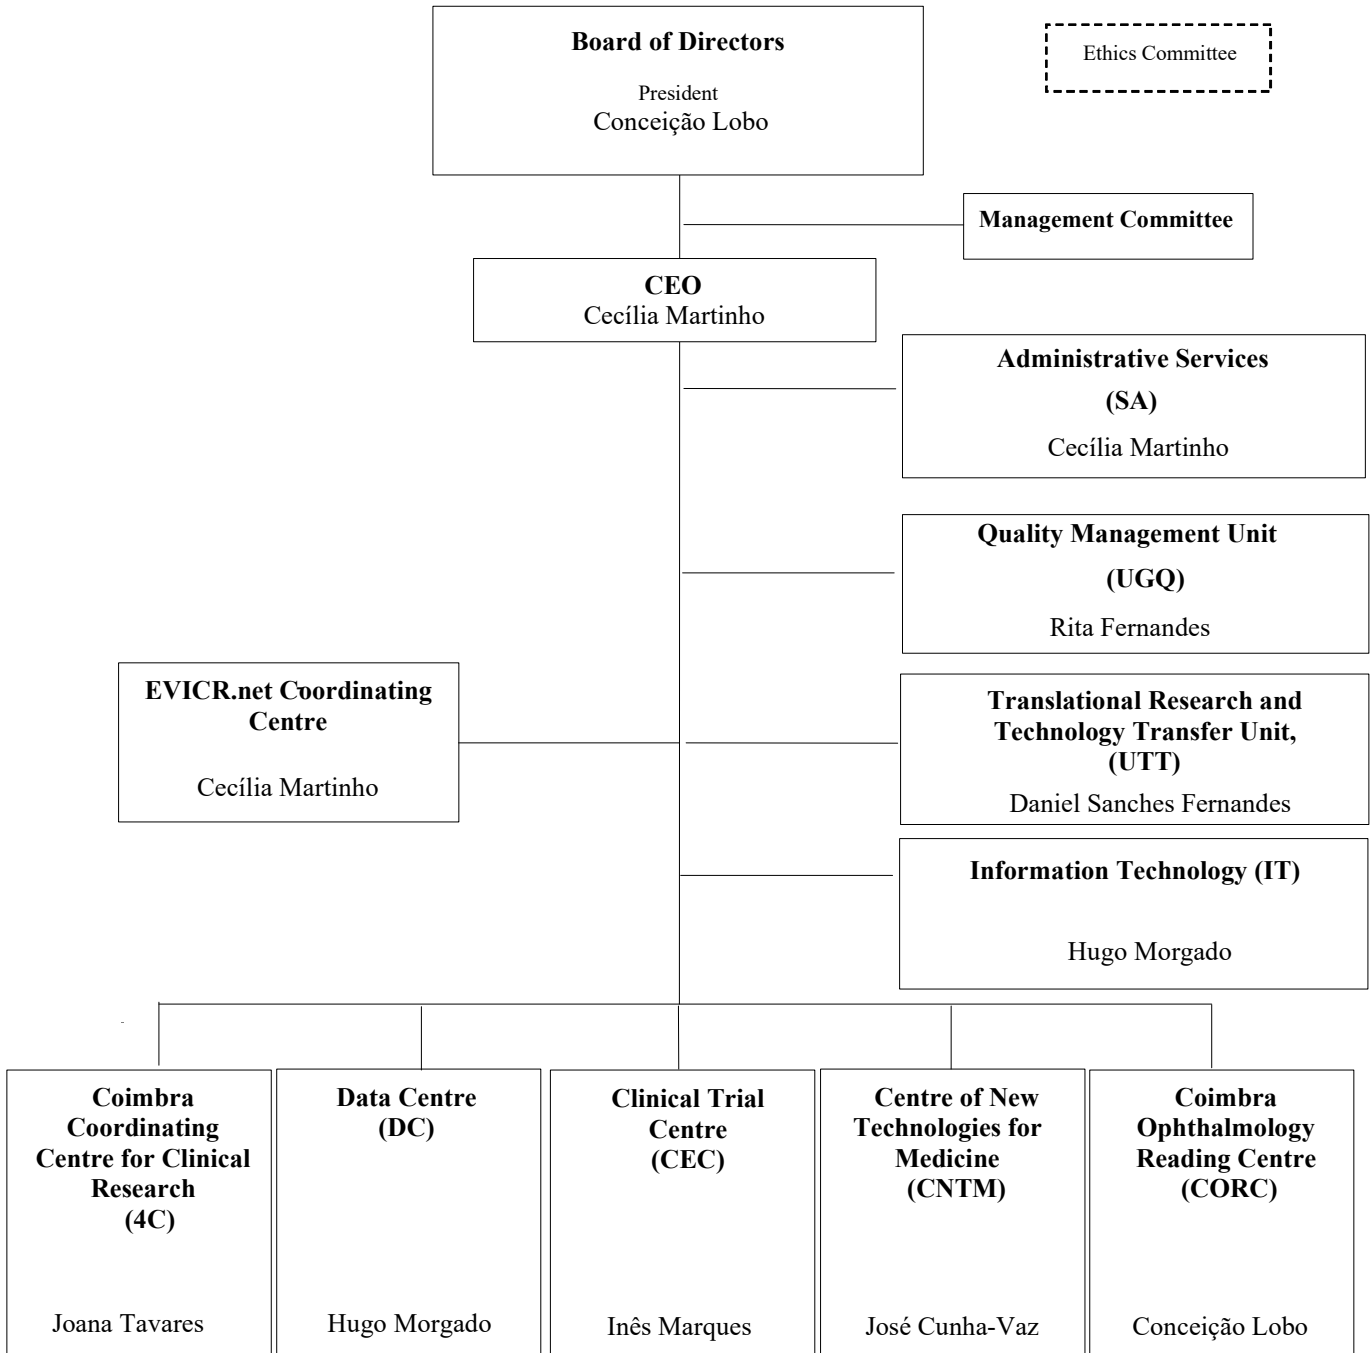 Board of Directors
President
Conceição Lobo
Ethics Committee
Management Committee
CEO
Cecília Martinho
Administrative Services
(SA)
Cecília Martinho
Quality Management Unit
(UGQ)
Rita Fernandes
EVICR.net Coordinating
Centre
Cecília Martinho
Translational Research and
Technology Transfer Unit,
(UTT)
Daniel Sanches Fernandes
Information Technology (IT)
Hugo Morgado
Coimbra
Coordinating
Centre for Clinical
Research
(4C)
Joana Tavares
Data Centre
(DC)
Hugo Morgado
Clinical Trial
Centre
(CEC)
Inês Marques
Centre of New
Technologies for
Medicine
(CNTM)
José Cunha-Vaz
Coimbra
Ophthalmology
Reading Centre
(CORC)
Conceição Lobo